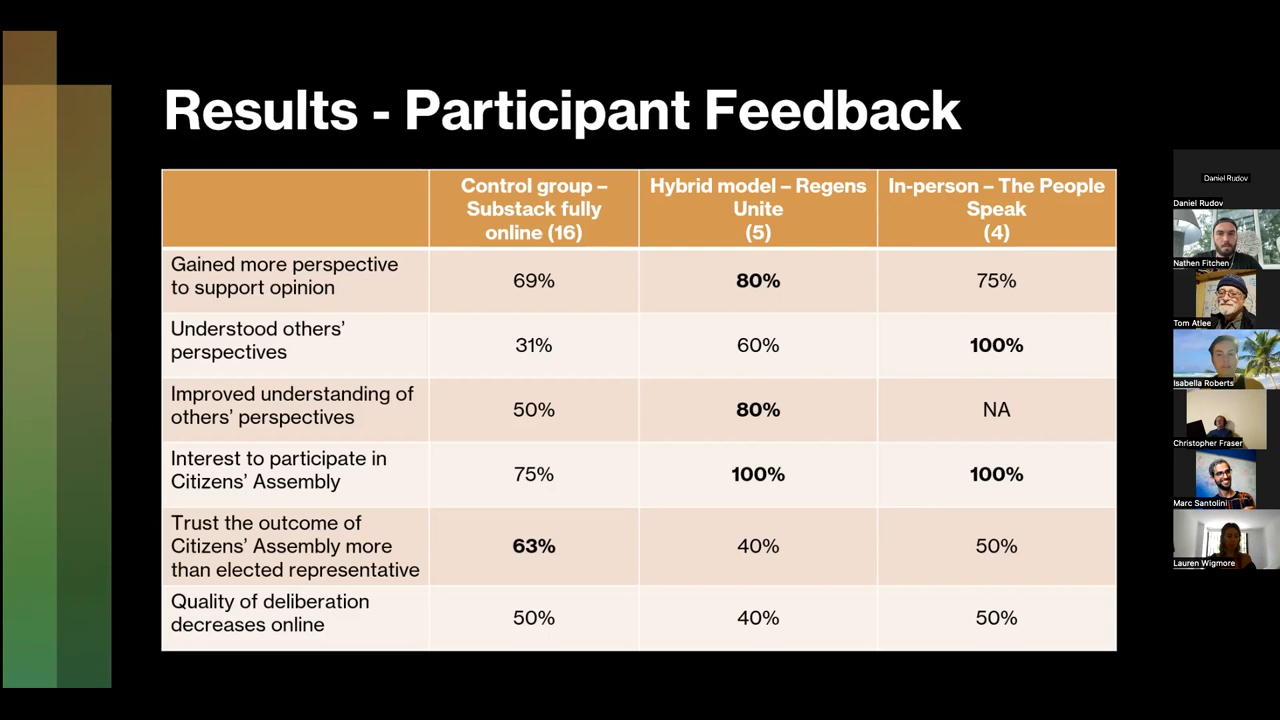 Results - Participant Feedback
Control group –
Substack fully
online (16)
Hybrid model – Regens
Unite
(5)
In-person – The People
Speak
(4)
Gained more perspective
to support opinion
69%
80%
75%
Understood others’
perspectives
31%
60%
100%
Improved understanding of
others’ perspectives
50%
80%
NA
Interest to participate in
Citizens’ Assembly
75%
100%
100%
Trust the outcome of
Citizens’ Assembly more
than elected representative
63%
40%
50%
Quality of deliberation
decreases online
50%
40%
50%
Daniel Rudov
Daniel Rudov
Nathen Fitchen
Tom Atlee
Isabella Roberts
Christopher Fraser
Marc Santolini
Lauren Wigmore